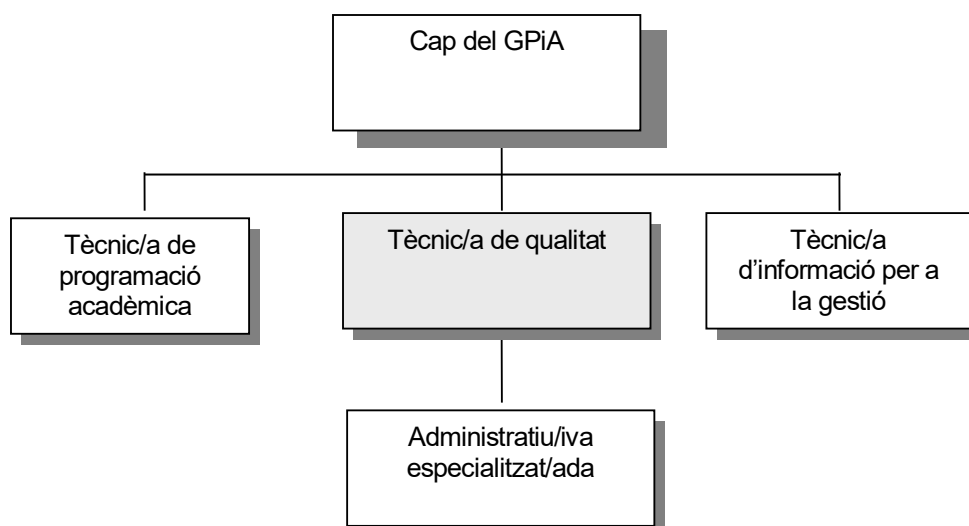 Cap del GPiA
Tècnic/a de
programació
acadèmica
Tècnic/a de qualitat
Tècnic/a
d’informació per a
la gestió
Administratiu/iva
especialitzat/ada